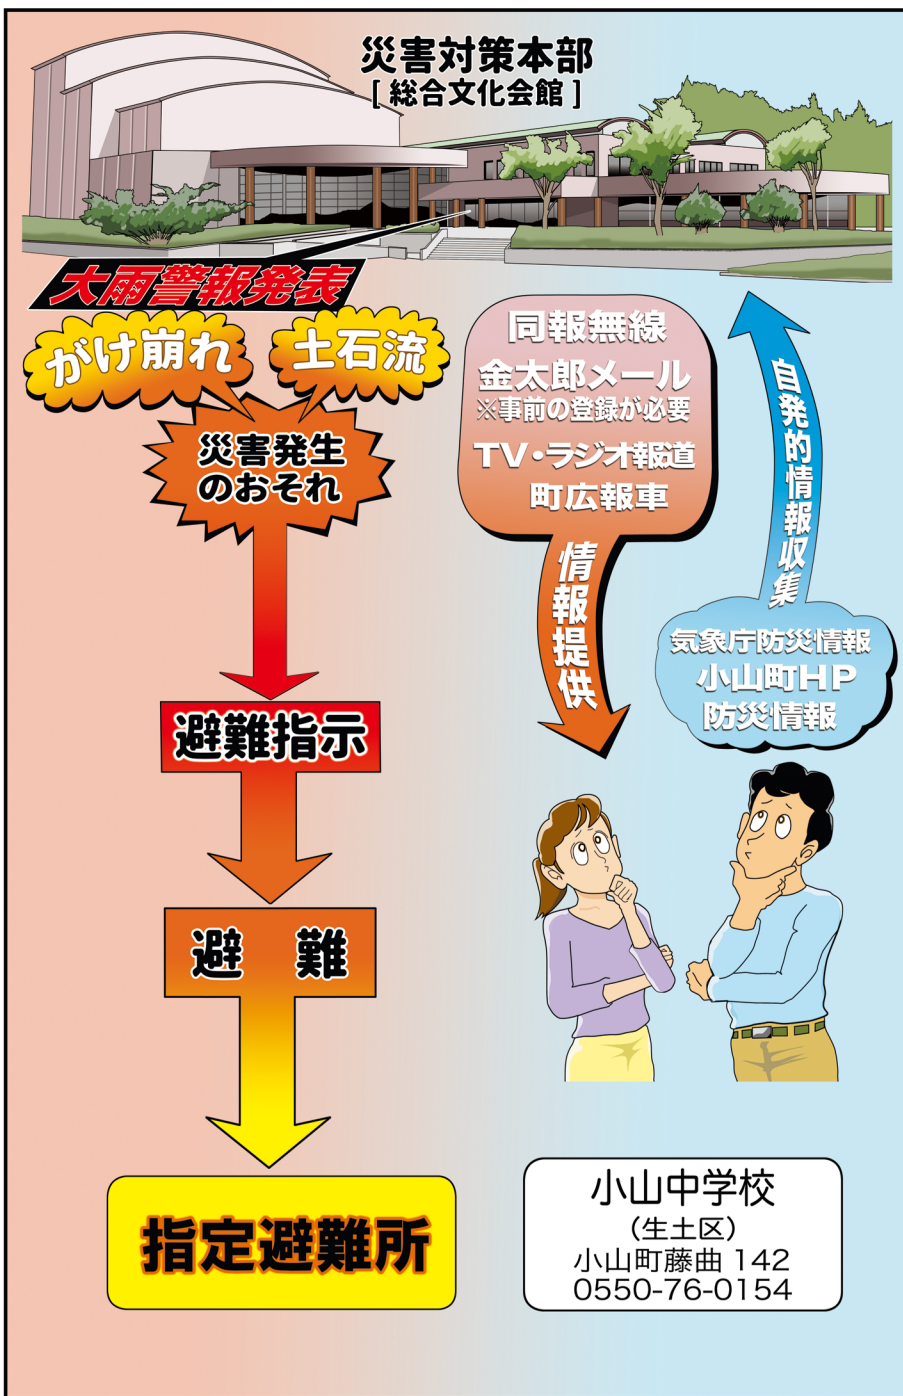 災害対策本部
[ 総合文化会館 ]
大雨警報発表
がけ崩れ
土石流
災害発生
のおそれ
避難指示
避 難
指定避難所
同報無線
金太郎メール
※事前の登録が必要
TV・ラジオ報道
町広報車
情報提供
自発的情報収集
気象庁防災情報
小山町HP
防災情報
小山中学校
(生土区)
小山町藤曲 142
0550-76-0154